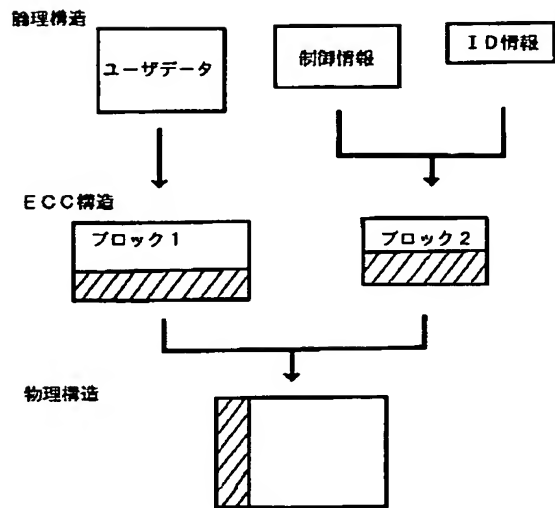 論理構造
ユーザデータ
制御情報
ＩＤ情報
ＥＣＣ構造
ブロック１
ブロック２
物理構造